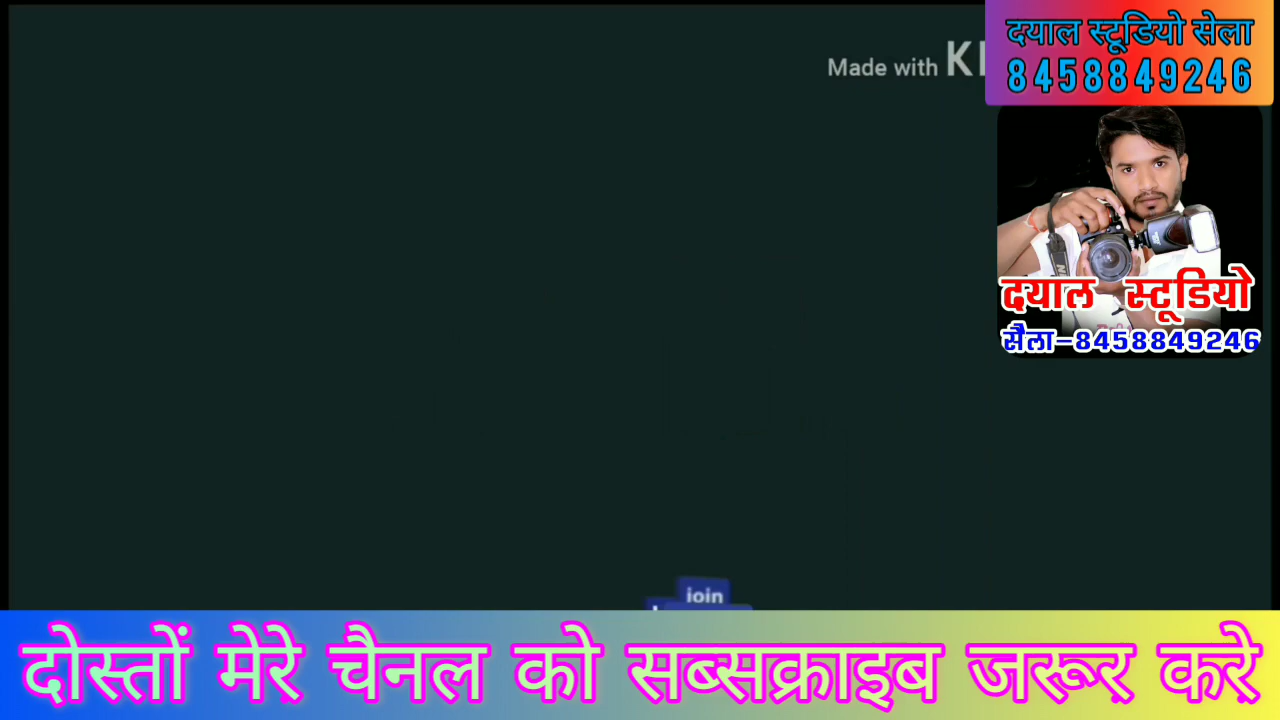 दयाल स्टूडियो सेला
8458849246
Made with
दयाल स्टूडियो
सैला-8458849246
join
दोस्तों मेरे चैनल को सब्सक्राइब जरूर करे